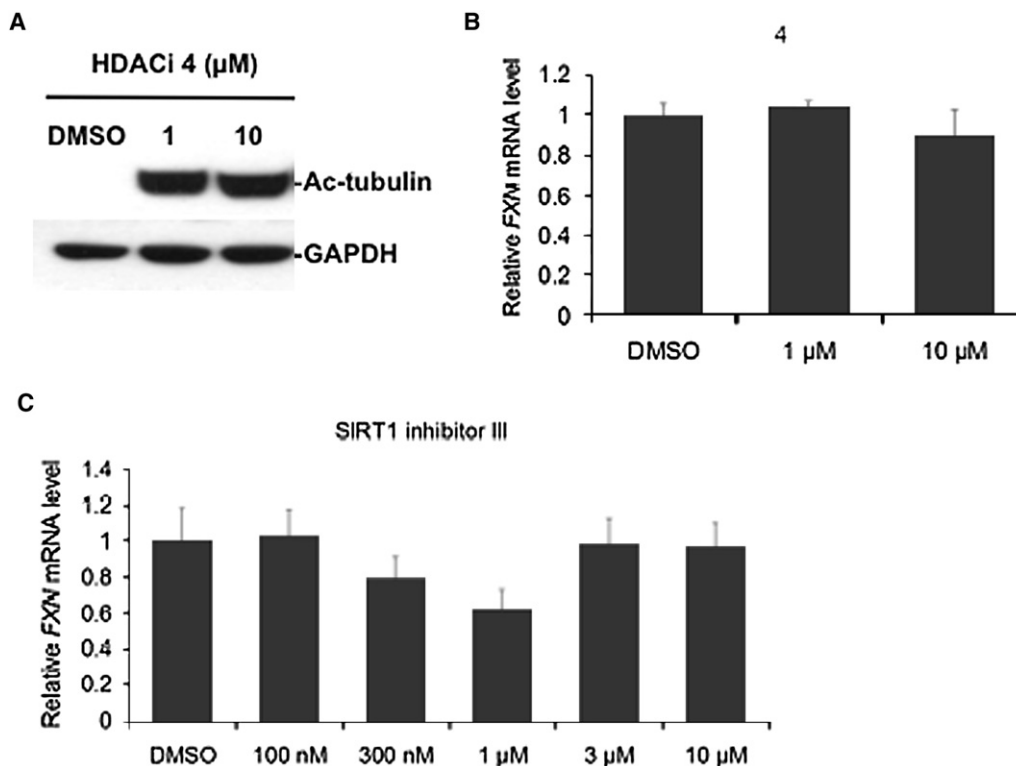 A
HDACi 4 (µM)
DMSO 1 10
-Ac-tubulin
-GAPDH
B
4
Relative FXN mRNA level
1.2
1
0.8
0.6
0.4
0.2
0
DMSO 1 µM 10 µM
C
SIRT1 inhibitor III
Relative FXN mRNA level
1.4
1.2
1
0.8
0.6
0.4
0.2
0
DMSO 100 nM 300 nM 1 µM 3 µM 10 µM